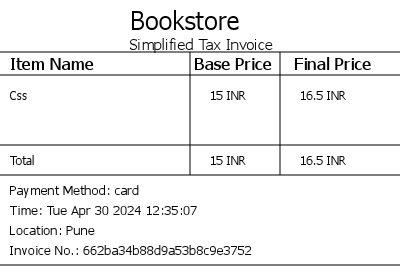 Bookstore
Simplified Tax Invoice
Item Name Base Price Final Price
Css 15 INR 16.5 INR
Total 15 INR 16.5 INR
Payment Method: card
Time: Tue Apr 30 2024 12:35:07
Location: Pune
Invoice No.: 662ba34b88d9a53b8c9e3752